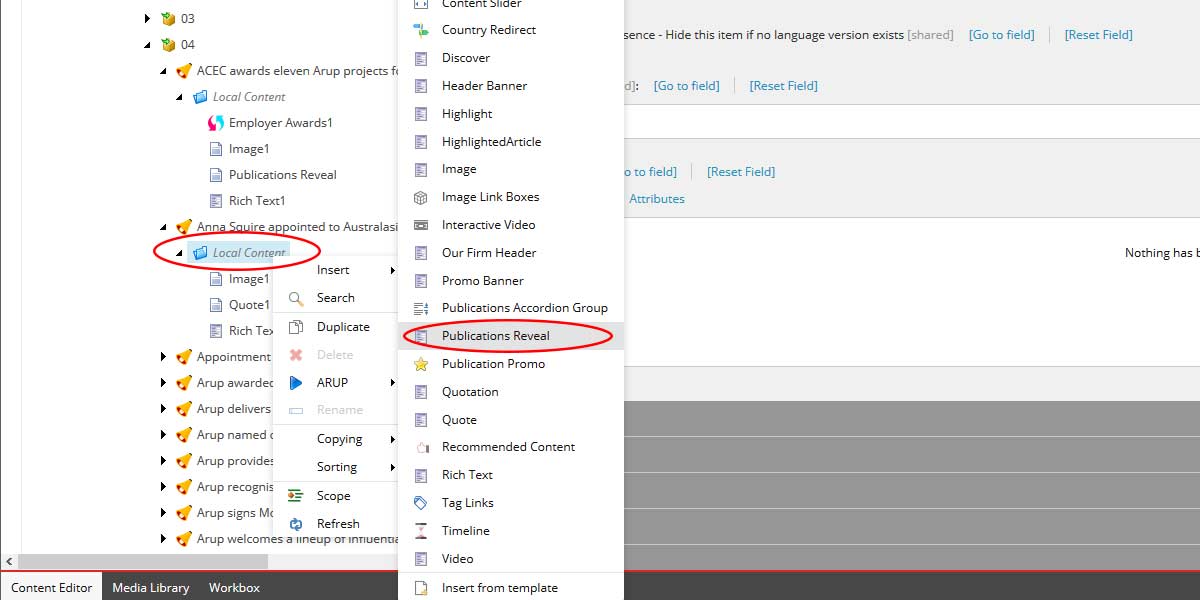 03
04
ACEC awards eleven Arup projects fo
Local Content
Employer Awards1
Image1
Publications Reveal
Rich Text1
Anna Squire appointed to Australasi
Local Content
Image1
Quote1
Rich Tex
Appointment
Arup awarded
Arup delivers
Arup named
Arup provides
Arup recognis
Arup signs Mo
Arup welcomes a lineup of influentia
Insert
Search
Duplicate
Delete
ARUP
Rename
Copying
Sorting
Scope
Refresh
Content Slider
Country Redirect
Discover
Header Banner
Highlight
HighlightedArticle
Image
Image Link Boxes
Interactive Video
Our Firm Header
Promo Banner
Publications Accordion Group
Publications Reveal
Publication Promo
Quotation
Quote
Recommended Content
Rich Text
Tag Links
Timeline
Video
Insert from template
sence - Hide this item if no language version exists [shared] [Go to field] [Reset Field]
d]: [Go to field] [Reset Field]
o to field] [Reset Field]
Attributes
Nothing has b
Content Editor Media Library Workbox